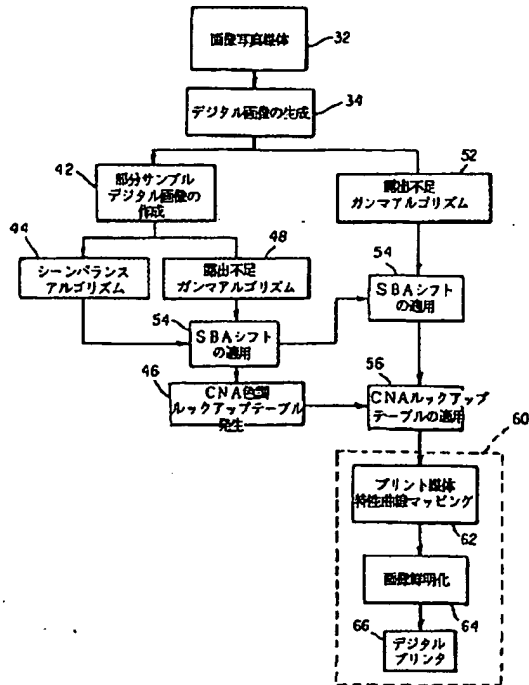 画像写真媒体
32
デジタル画像の生成
34
42
部分サンプル
デジタル画像の
作成
52
露出不足
ガンマアルゴリズム
44
シーンバランス
アルゴリズム
48
露出不足
ガンマアルゴリズム
54
SBAシフト
の適用
54
SBAシフト
の適用
46
CNA色調
ルックアップテーブル
発生
56
CNAルックアップ
テーブルの適用
60
プリント媒体
特性曲線マッピング
62
画像鮮明化
64
66
デジタル
プリンタ